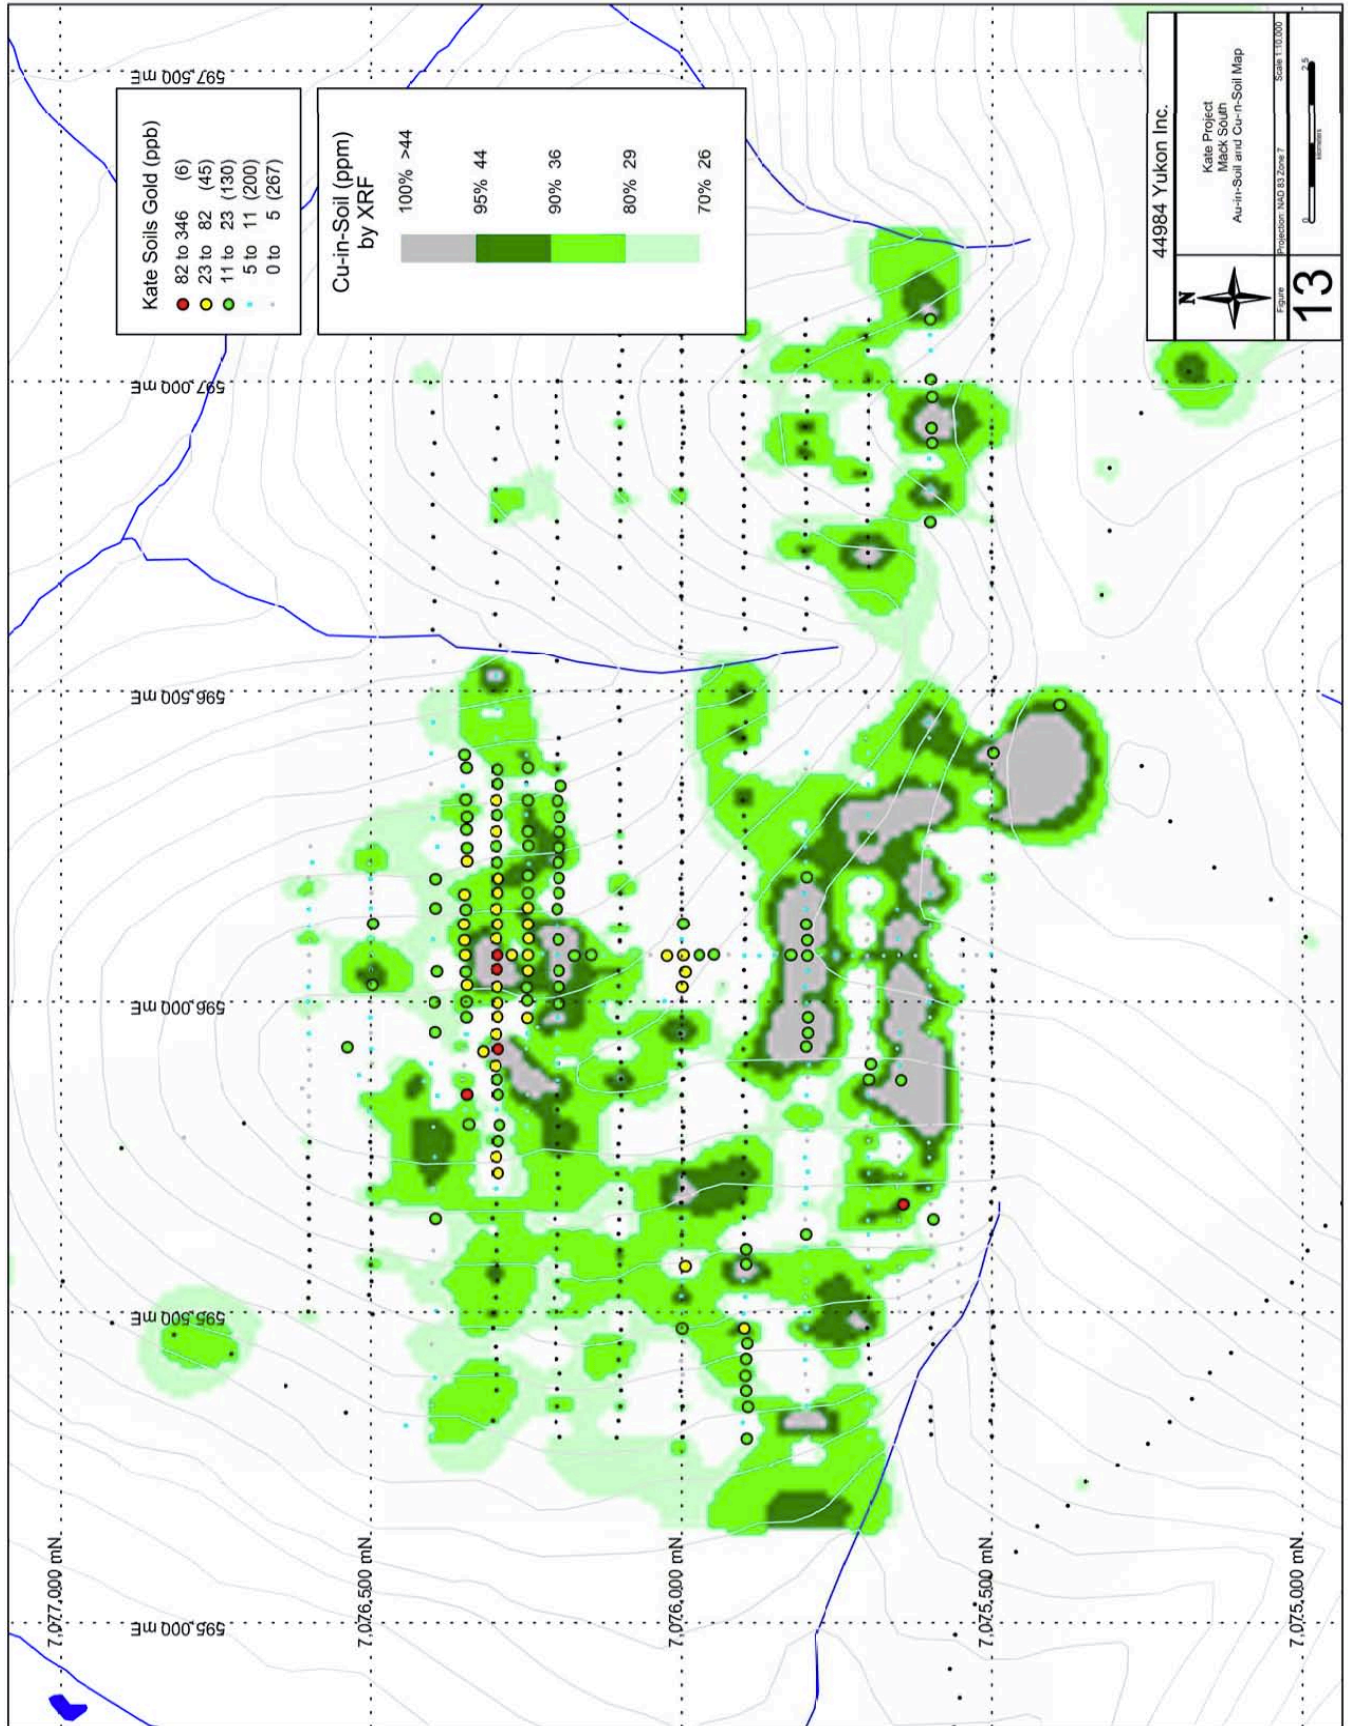 Kate Soils Gold (ppb)
82 to 346 (6)
23 to 82 (45)
11 to 23 (130)
5 to 11 (200)
0 to 5 (267)
Cu-in-Soil (ppm)
by XRF
100% >44
95% 44
90% 36
80% 29
70% 26
597,500 mE
597,000 mE
596,500 mE
596,000 mE
595,500 mE
595,000 mE
7,077,000 mN
7,076,500 mN
7,076,000 mN
7,075,500 mN
7,075,000 mN
44984 Yukon Inc.
N
Kate Project
Mack South
Au-in-Soil and Cu-n-Soil Map
Figure
13
Projection: NAD 83 Zone 7
Scale 1:10,000
0 2.5
kilometers